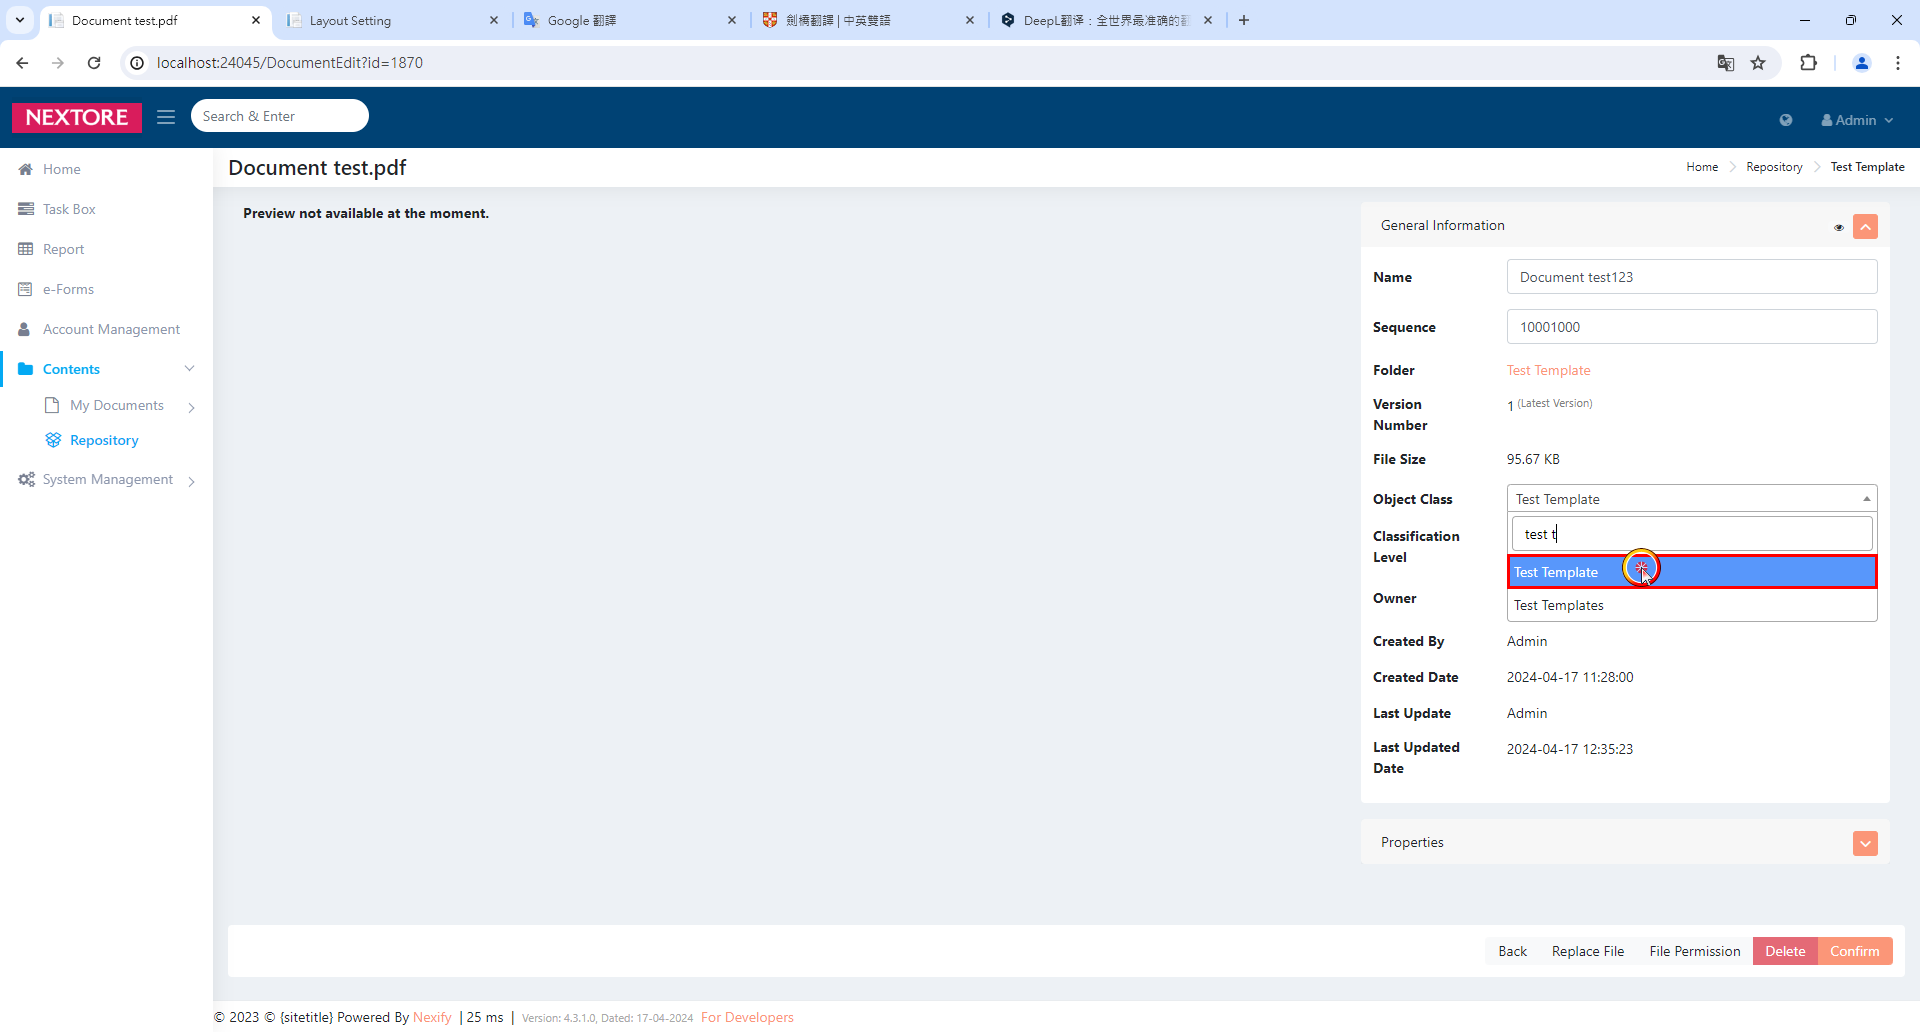 Document test.pdf
Layout Setting
Google 翻譯
劍橋翻譯 | 中英雙語
DeepL翻译：全世界最准确的
localhost:24045/DocumentEdit?id=1870
NEXTORE
Search & Enter
Admin
Home
Task Box
Report
e-Forms
Account Management
Contents
My Documents
Repository
System Management
Document test.pdf
Home
Repository
Test Template
Preview not available at the moment.
General Information
Name
Document test123
Sequence
10001000
Folder
Test Template
Version Number
1 (Latest Version)
File Size
95.67 KB
Object Class
Test Template
test t
Test Template
Test Templates
Classification Level
Owner
Created By
Admin
Created Date
2024-04-17 11:28:00
Last Update
Admin
Last Updated Date
2024-04-17 12:35:23
Properties
Back
Replace File
File Permission
Delete
Confirm
© 2023 © {sitetitle} Powered By Nexify | 25 ms | Version: 4.3.1.0, Dated: 17-04-2024 For Developers